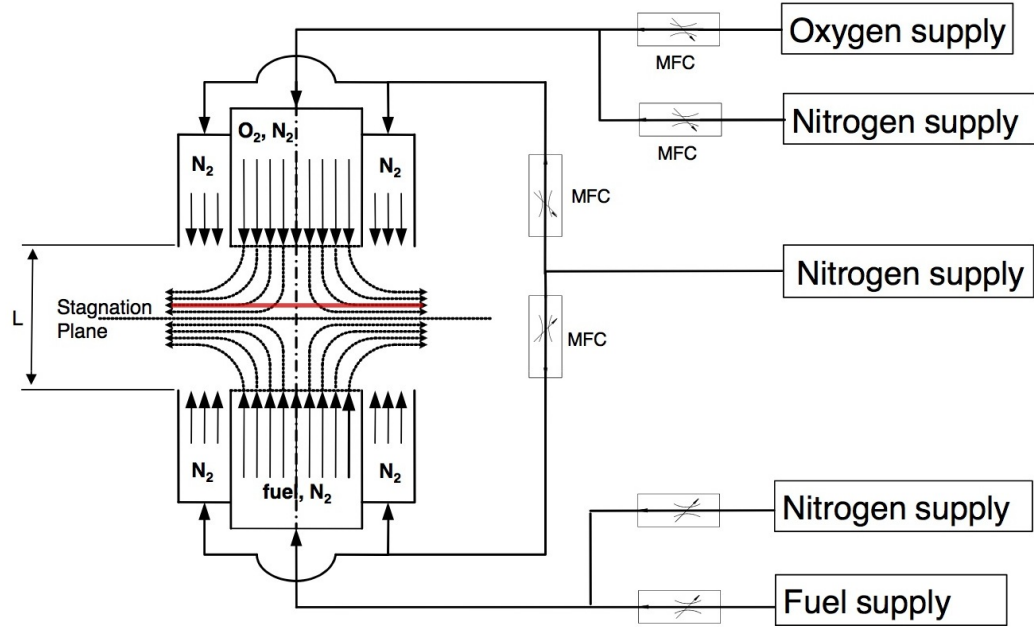 Oxygen supply
MFC
Nitrogen supply
MFC
O2, N2
N2
N2
MFC
Nitrogen supply
Stagnation
Plane
L
MFC
N2
N2
fuel, N2
Nitrogen supply
Fuel supply